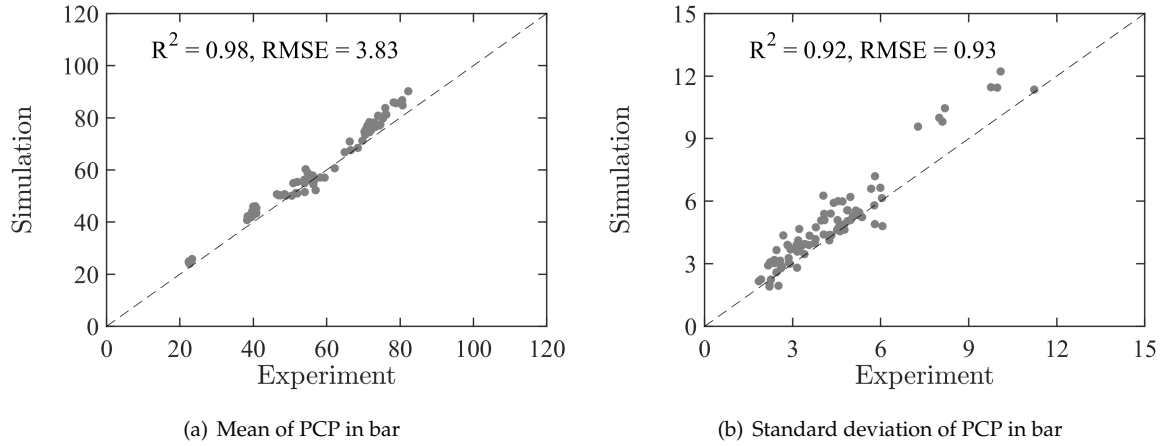 R² = 0.98, RMSE = 3.83
120
100
80
60
40
20
0
Simulation
0 20 40 60 80 100 120
Experiment
(a) Mean of PCP in bar
R² = 0.92, RMSE = 0.93
15
12
9
6
3
0
Simulation
0 3 6 9 12 15
Experiment
(b) Standard deviation of PCP in bar